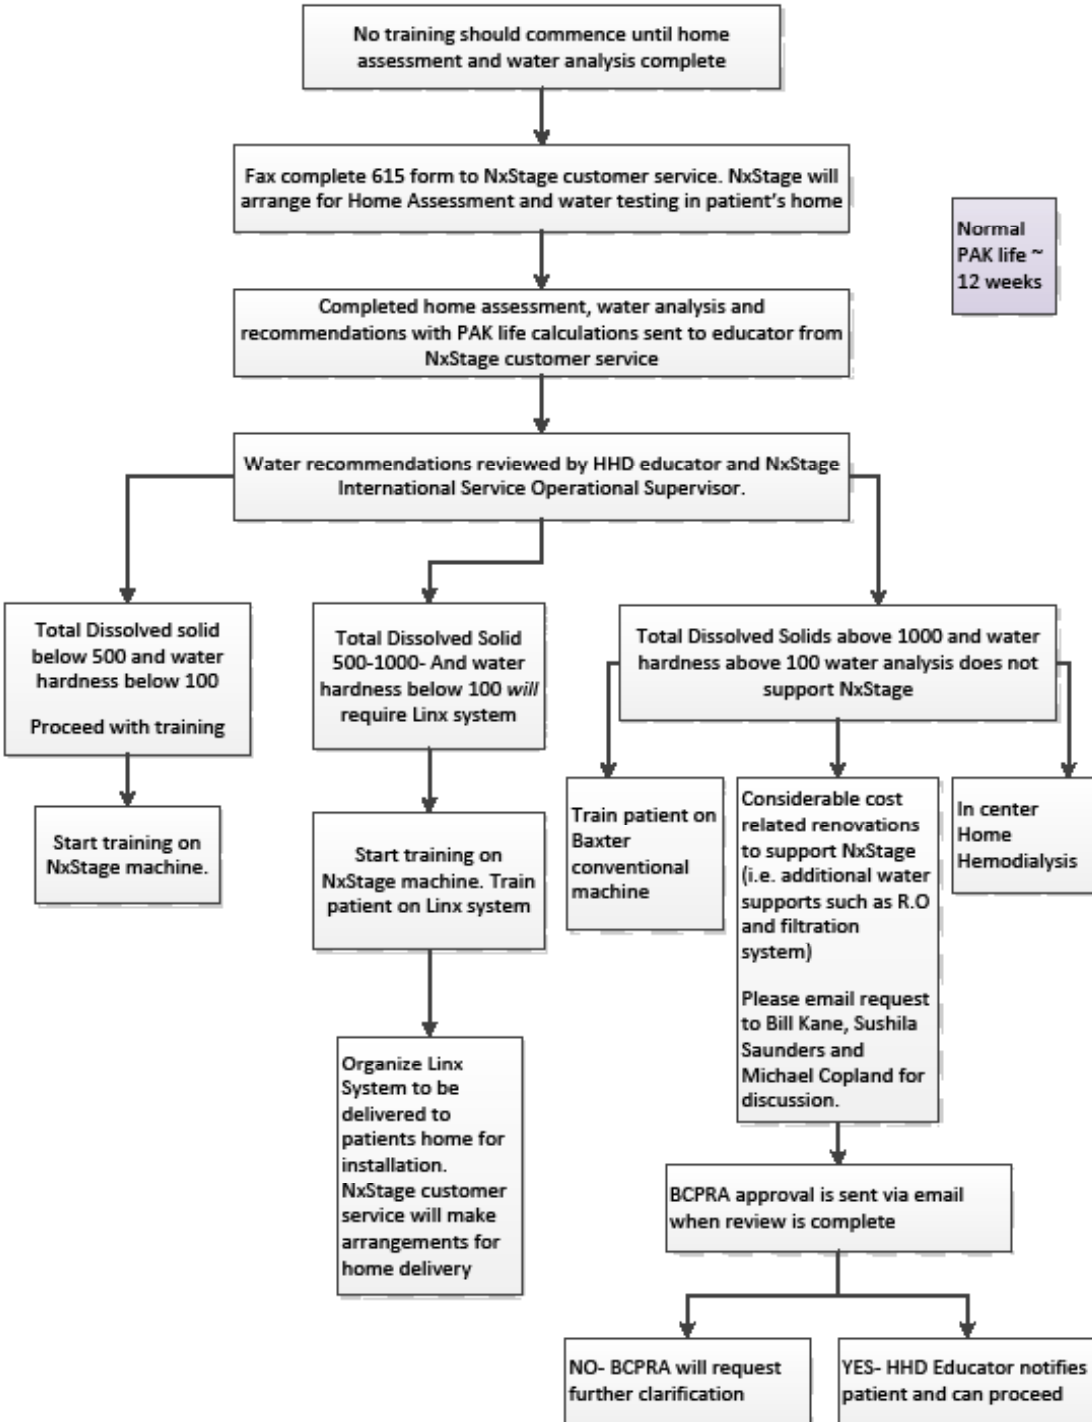 No training should commence until home
assessment and water analysis complete
Fax complete 615 form to NxStage customer service. NxStage will
arrange for Home Assessment and water testing in patient's home
Normal
PAK life ~
12 weeks
Completed home assessment, water analysis and
recommendations with PAK life calculations sent to educator from
NxStage customer service
Water recommendations reviewed by HHD educator and NxStage
International Service Operational Supervisor.
Total Dissolved solid
below 500 and water
hardness below 100
Proceed with training
Start training on
NxStage machine.
Total Dissolved Solid
500-1000- And water
hardness below 100 will
require Linx system
Start training on
NxStage machine. Train
patient on Linx system
Organize Linx
System to be
delivered to
patients home for
installation.
NxStage customer
service will make
arrangements for
home delivery
Total Dissolved Solids above 1000 and water
hardness above 100 water analysis does not
support NxStage
Train patient on
Baxter
conventional
machine
Considerable cost
related renovations
to support NxStage
(i.e. additional water
supports such as R.O
and filtration
system)
Please email request
to Bill Kane, Sushila
Saunders and
Michael Copland for
discussion.
In center
Home
Hemodialysis
BCPRA approval is sent via email
when review is complete
NO- BCPRA will request
further clarification
YES- HHD Educator notifies
patient and can proceed